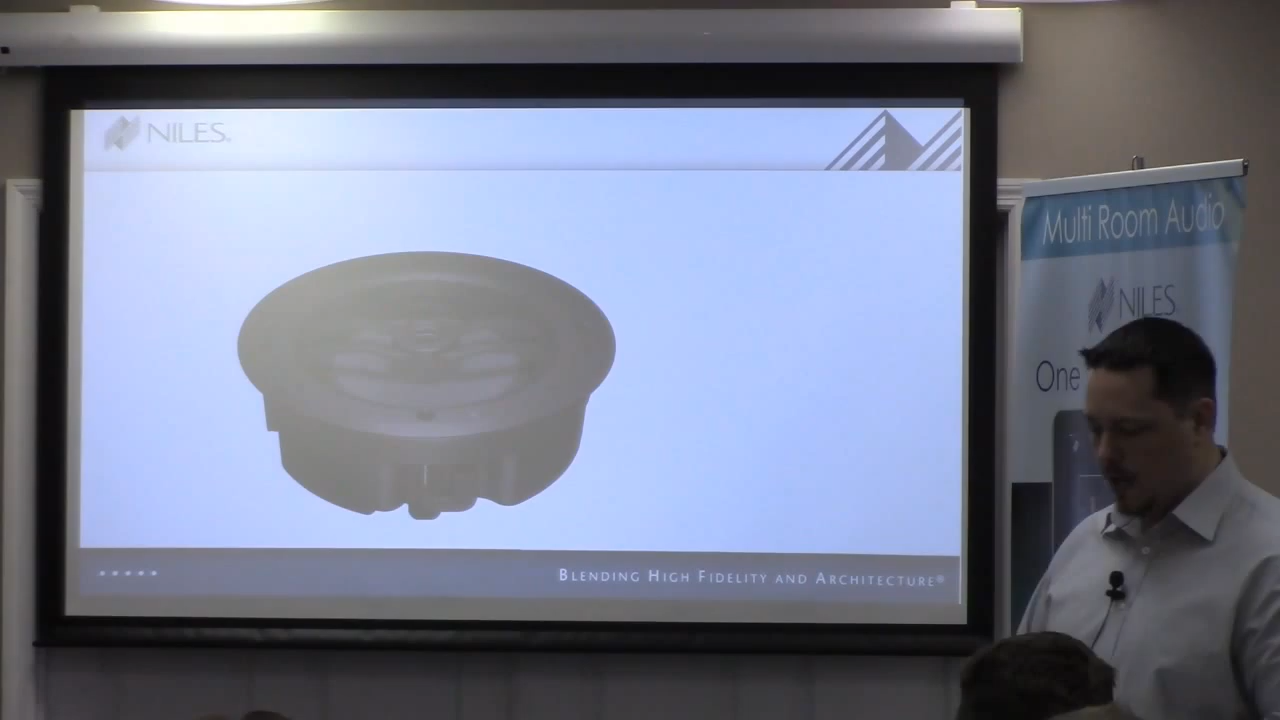 NILES®
BLENDING HIGH FIDELITY AND ARCHITECTURE®
Multi Room Audio
NILES
One